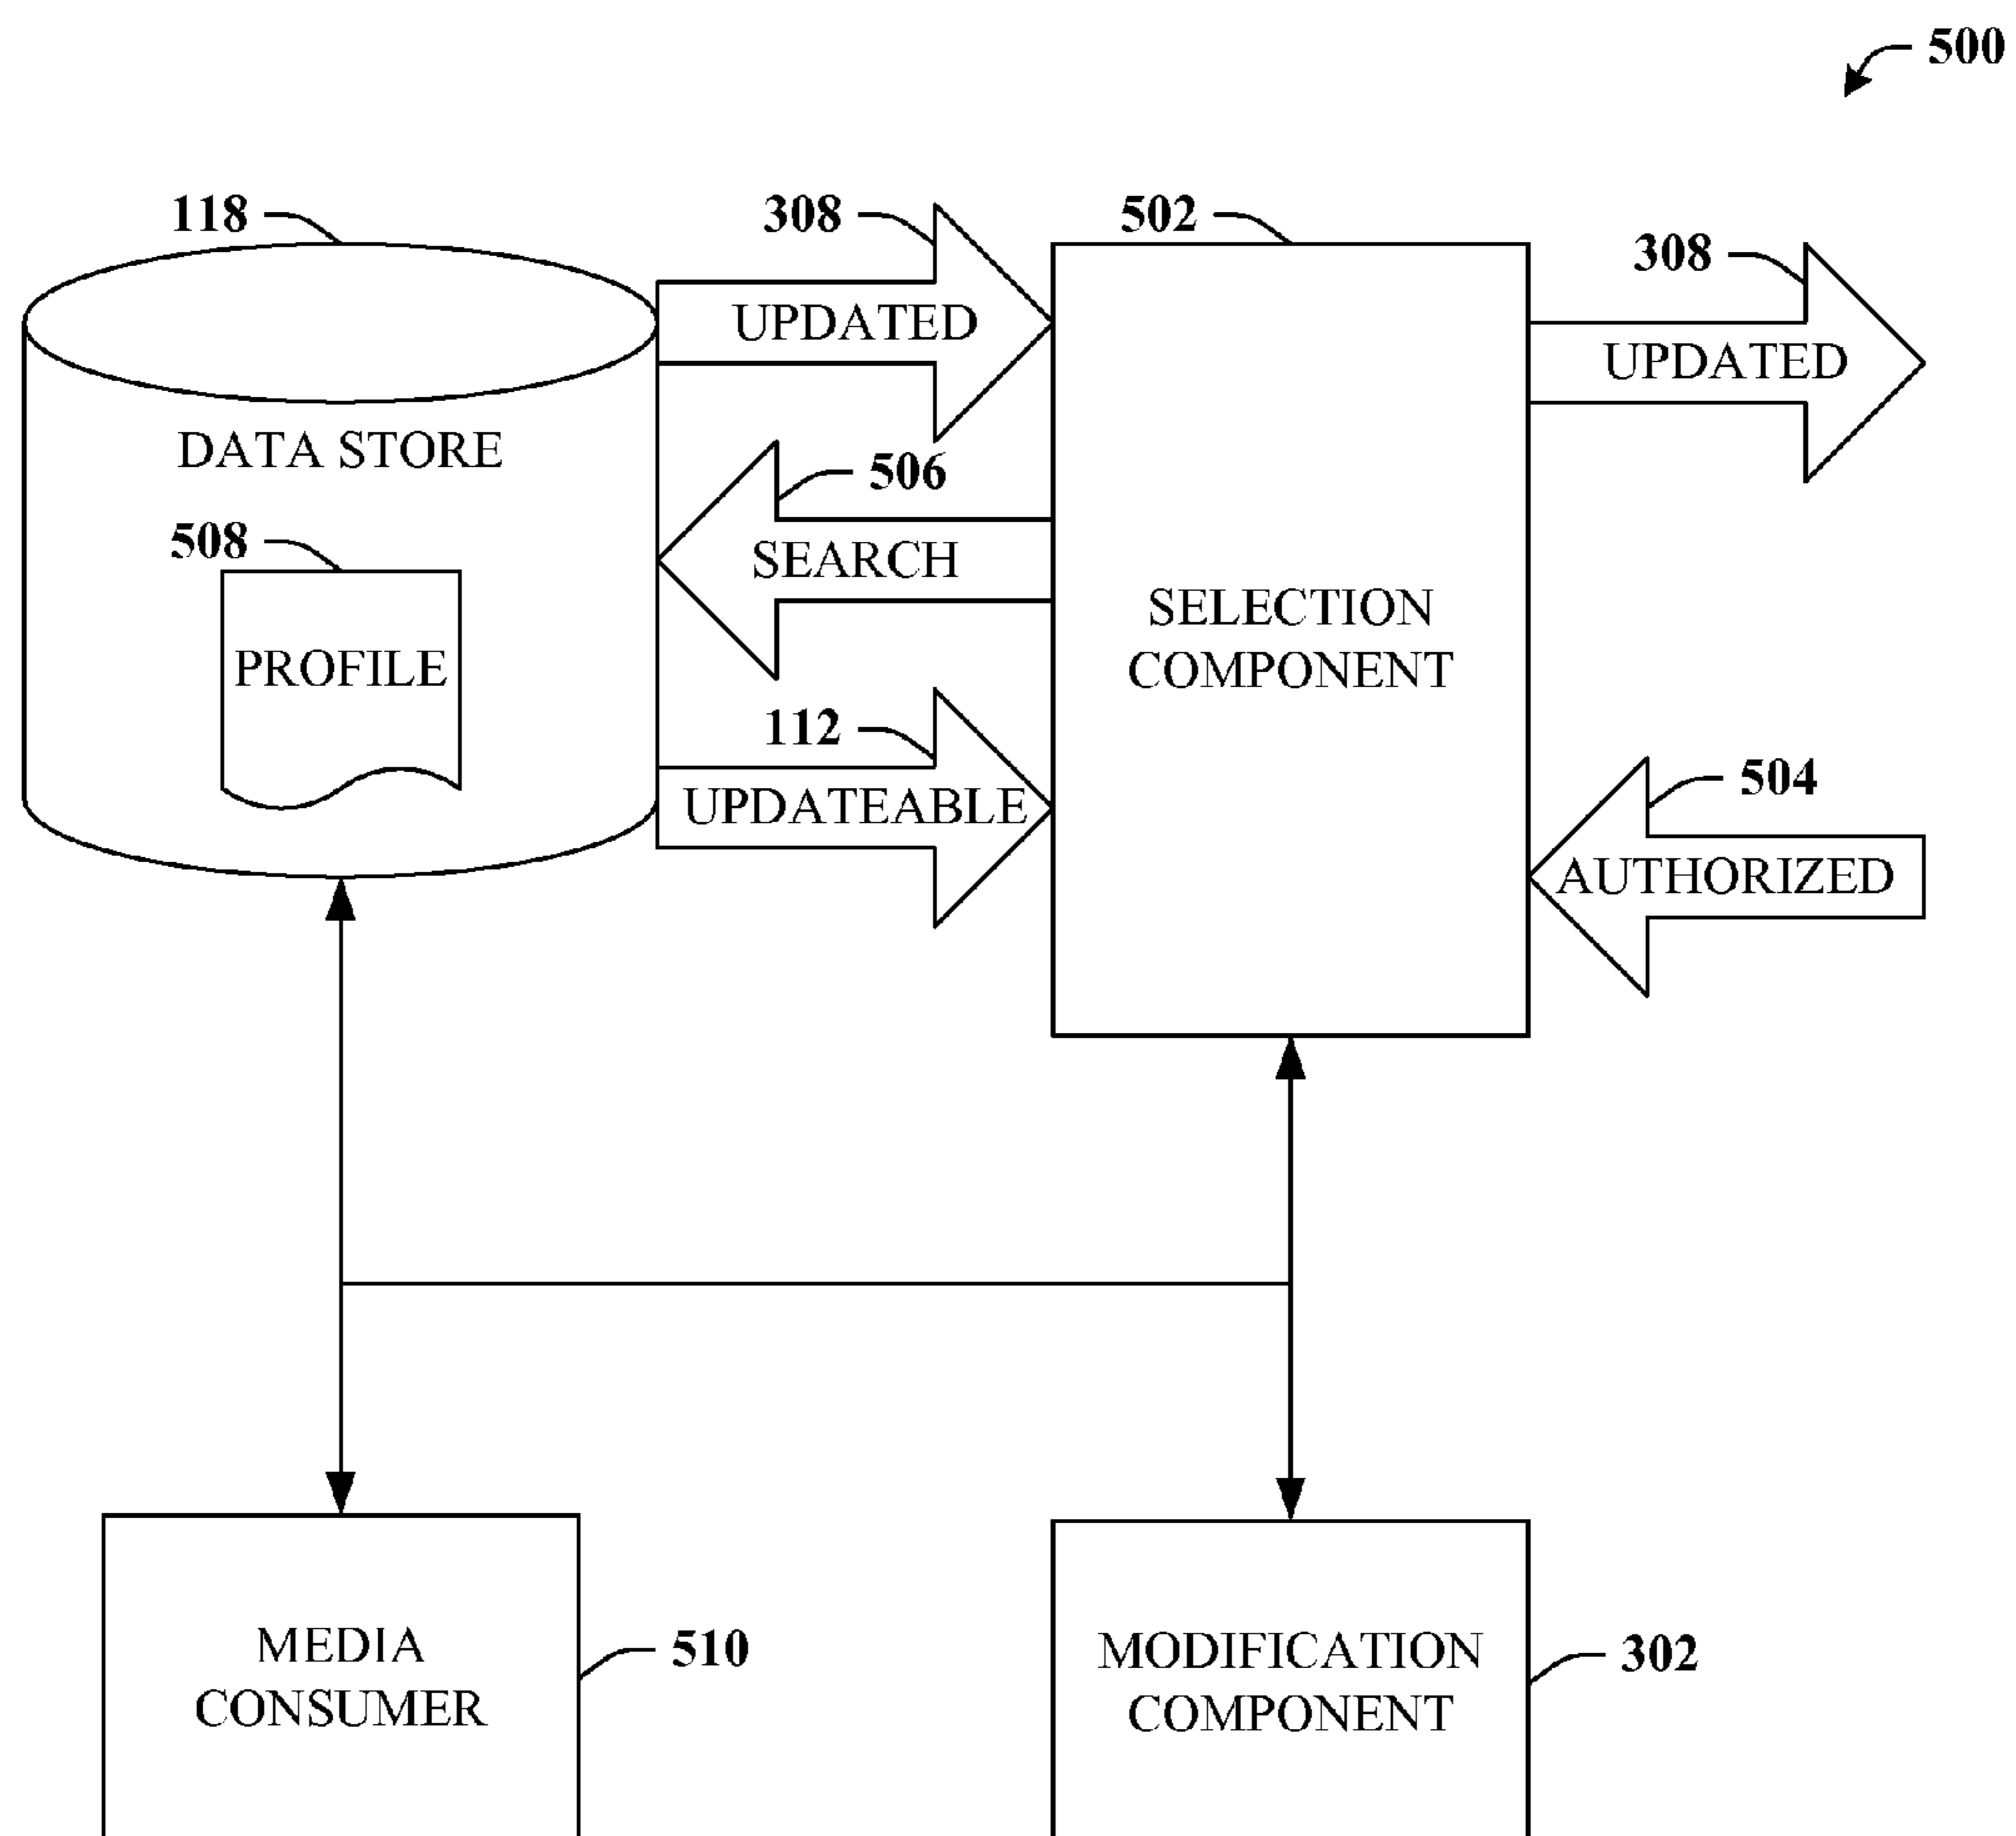 500
118
308
502
308
UPDATED
UPDATED
DATA STORE
506
508
SEARCH
SELECTION
COMPONENT
PROFILE
112
504
UPDATEABLE
AUTHORIZED
MEDIA
CONSUMER
510
MODIFICATION
COMPONENT
302